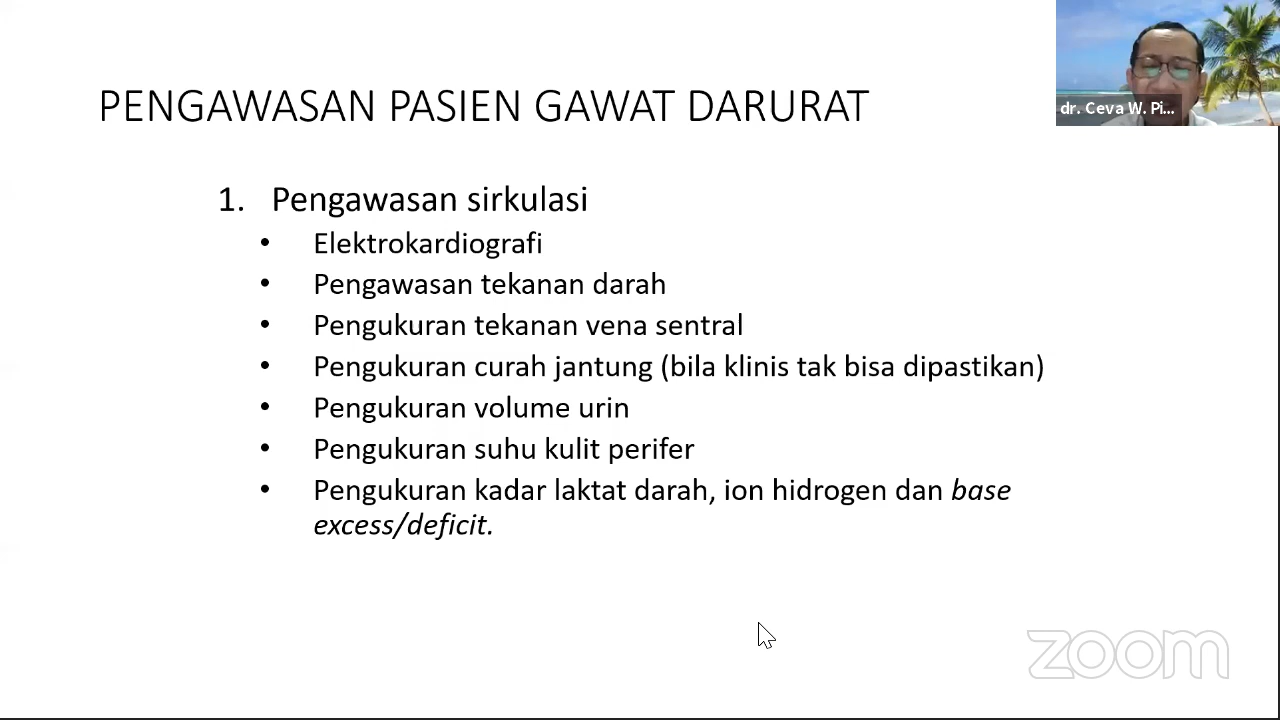 PENGAWASAN PASIEN GAWAT DARURAT
dr. Ceva W. Pi...
1. Pengawasan sirkulasi
• Elektrokardiografi
• Pengawasan tekanan darah
• Pengukuran tekanan vena sentral
• Pengukuran curah jantung (bila klinis tak bisa dipastikan)
• Pengukuran volume urin
• Pengukuran suhu kulit perifer
• Pengukuran kadar laktat darah, ion hidrogen dan base
excess/deficit.
zoom